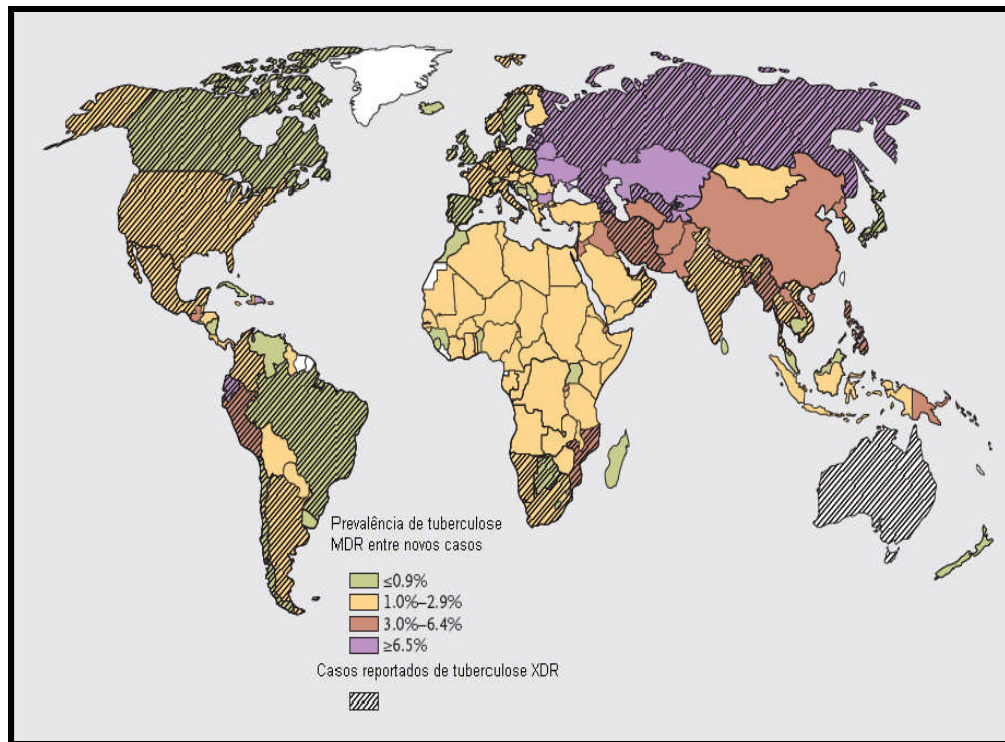 Prevalência de tuberculose
MDR entre novos casos
≤0.9%
1.0%–2.9%
3.0%–6.4%
≥6.5%
Casos reportados de tuberculose XDR